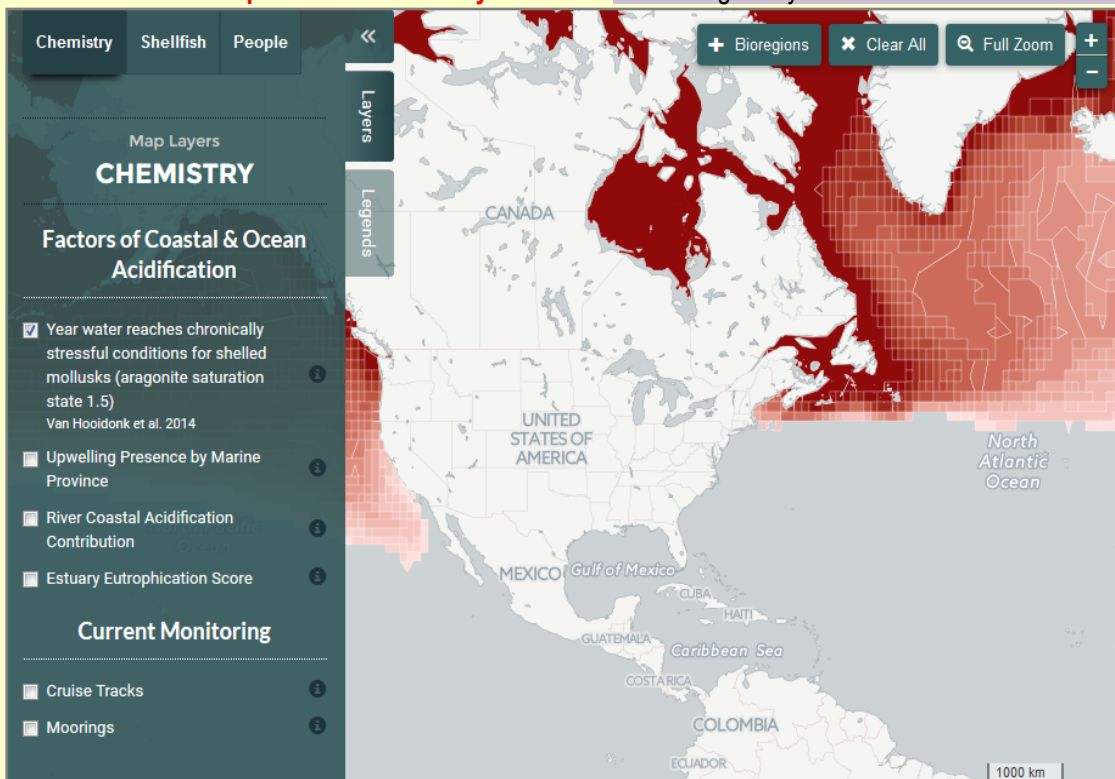 Chemistry
Shellfish
People
«
Layers
Legends
Map Layers
CHEMISTRY
Factors of Coastal & Ocean
Acidification
Year water reaches chronically
stressful conditions for shelled
mollusks (aragonite saturation
state 1.5)
Van Hooidonk et al. 2014
Upwelling Presence by Marine
Province
River Coastal Acidification
Contribution
Estuary Eutrophication Score
Current Monitoring
Cruise Tracks
Moorings
+ Bioregions
✖ Clear All
Full Zoom
+
−
CANADA
UNITED
STATES OF
AMERICA
North
Atlantic
Ocean
MEXICO
Gulf of Mexico
CUBA
HAITI
GUATEMALA
Caribbean Sea
COSTA RICA
COLOMBIA
ECUADOR
1000 km